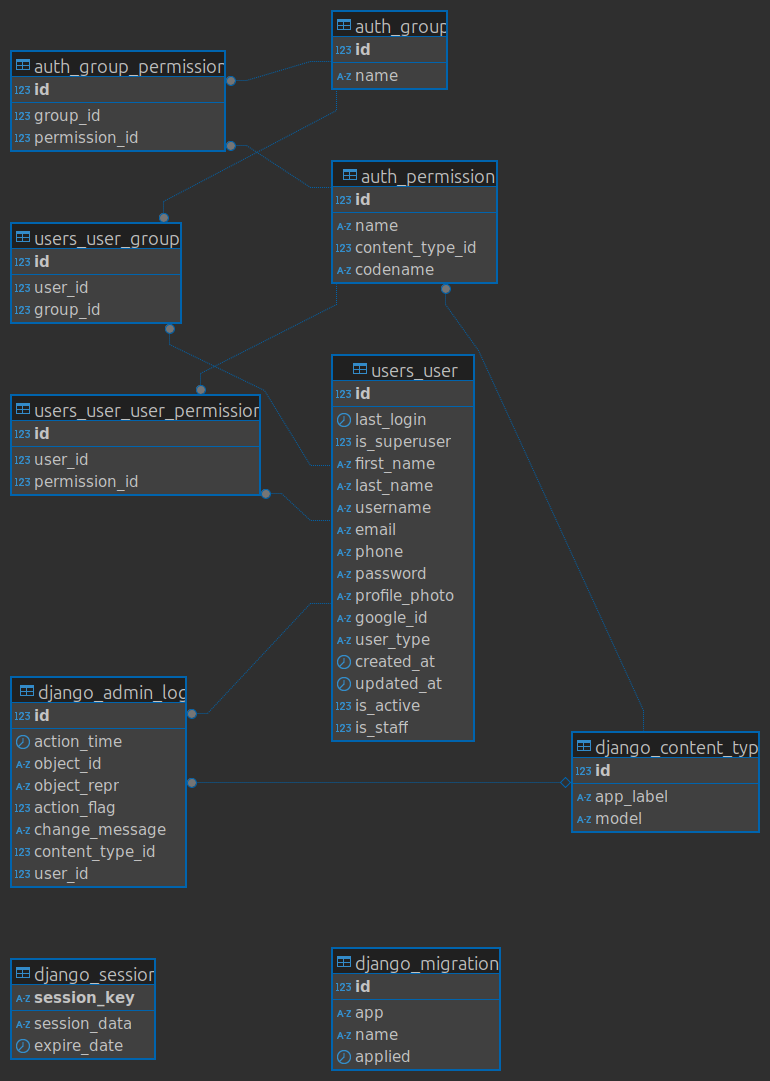 auth_group
123 id
A-Z name
auth_group_permission
123 id
123 group_id
123 permission_id
auth_permission
123 id
A-Z name
123 content_type_id
A-Z codename
users_user_group
123 id
123 user_id
123 group_id
users_user
123 id
last_login
123 is_superuser
A-Z first_name
A-Z last_name
A-Z username
A-Z email
A-Z phone
A-Z password
A-Z profile_photo
A-Z google_id
A-Z user_type
created_at
updated_at
123 is_active
123 is_staff
users_user_user_permission
123 id
123 user_id
123 permission_id
django_admin_log
123 id
action_time
A-Z object_id
A-Z object_repr
123 action_flag
A-Z change_message
123 content_type_id
123 user_id
django_content_typ
123 id
A-Z app_label
A-Z model
django_session
A-Z session_key
A-Z session_data
expire_date
django_migration
123 id
A-Z app
A-Z name
applied